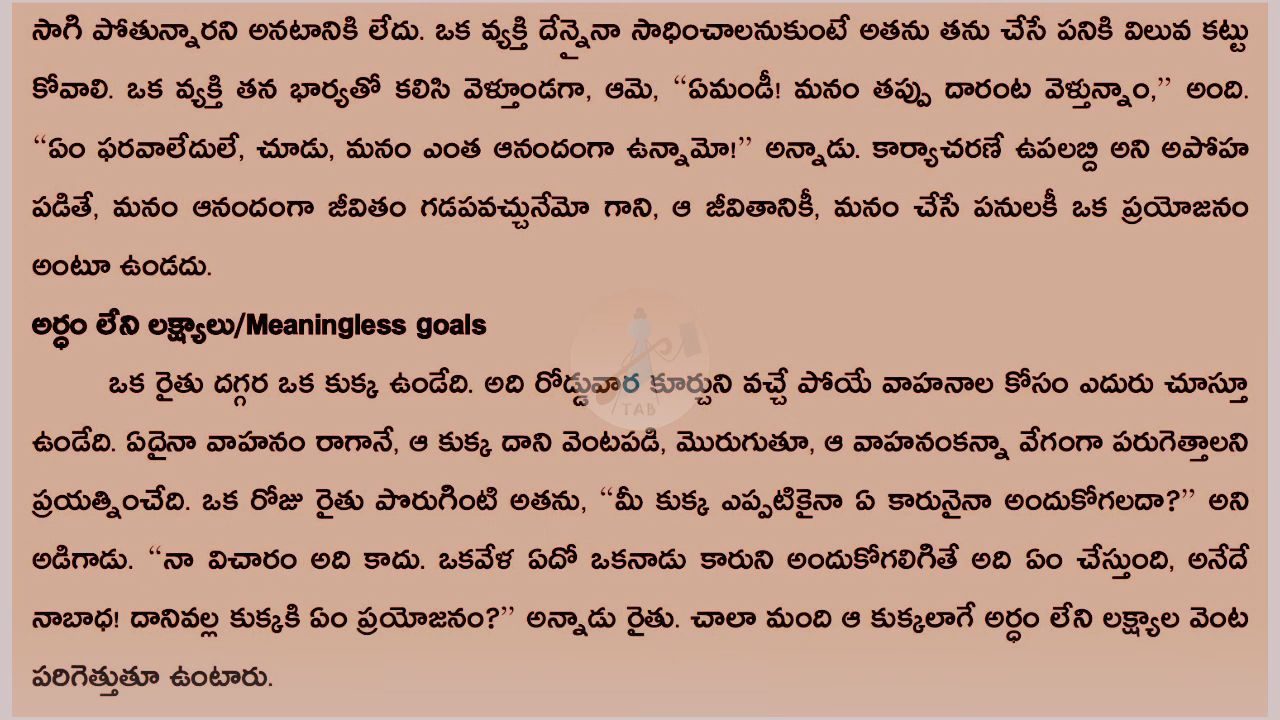 సాగి పోతున్నారని అనటానికి లేదు. ఒక వ్యక్తి దేన్నైనా సాధించాలనుకుంటే అతను తను చేసే పనికి విలువ కట్టు
కోవాలి. ఒక వ్యక్తి తన భార్యతో కలిసి వెళ్తూండగా, ఆమె, “ఏమండీ! మనం తప్పు దారంట వెళ్తున్నాం,” అంది.
“ఏం ఫరవాలేదులే, చూడు, మనం ఎంత ఆనందంగా ఉన్నామో!” అన్నాడు. కార్యాచరణే ఉపలబ్ది అని అపోహ
పడితే, మనం ఆనందంగా జీవితం గడపవచ్చునేమో గాని, ఆ జీవితానికీ, మనం చేసే పనులకీ ఒక ప్రయోజనం
అంటూ ఉండదు.
అర్ధం లేని లక్ష్యాలు/Meaningless goals
ఒక రైతు దగ్గర ఒక కుక్క ఉండేది. అది రోడ్డువార కూర్చుని వచ్చే పోయే వాహనాల కోసం ఎదురు చూస్తూ
ఉండేది. ఏదైనా వాహనం రాగానే, ఆ కుక్క దాని వెంటపడి, మొరుగుతూ, ఆ వాహనంకన్నా వేగంగా పరుగెత్తాలని
ప్రయత్నించేది. ఒక రోజు రైతు పొరుగింటి అతను, “మీ కుక్క ఎప్పటికైనా ఏ కారునైనా అందుకోగలదా?” అని
అడిగాడు. “నా విచారం అది కాదు. ఒకవేళ ఏదో ఒకనాడు కారుని అందుకోగలిగితే అది ఏం చేస్తుంది, అనేదే
నాబాధ! దానివల్ల కుక్కకి ఏం ప్రయోజనం?” అన్నాడు రైతు. చాలా మంది ఆ కుక్కలాగే అర్ధం లేని లక్ష్యాల వెంట
పరిగెత్తుతూ ఉంటారు.
TAB